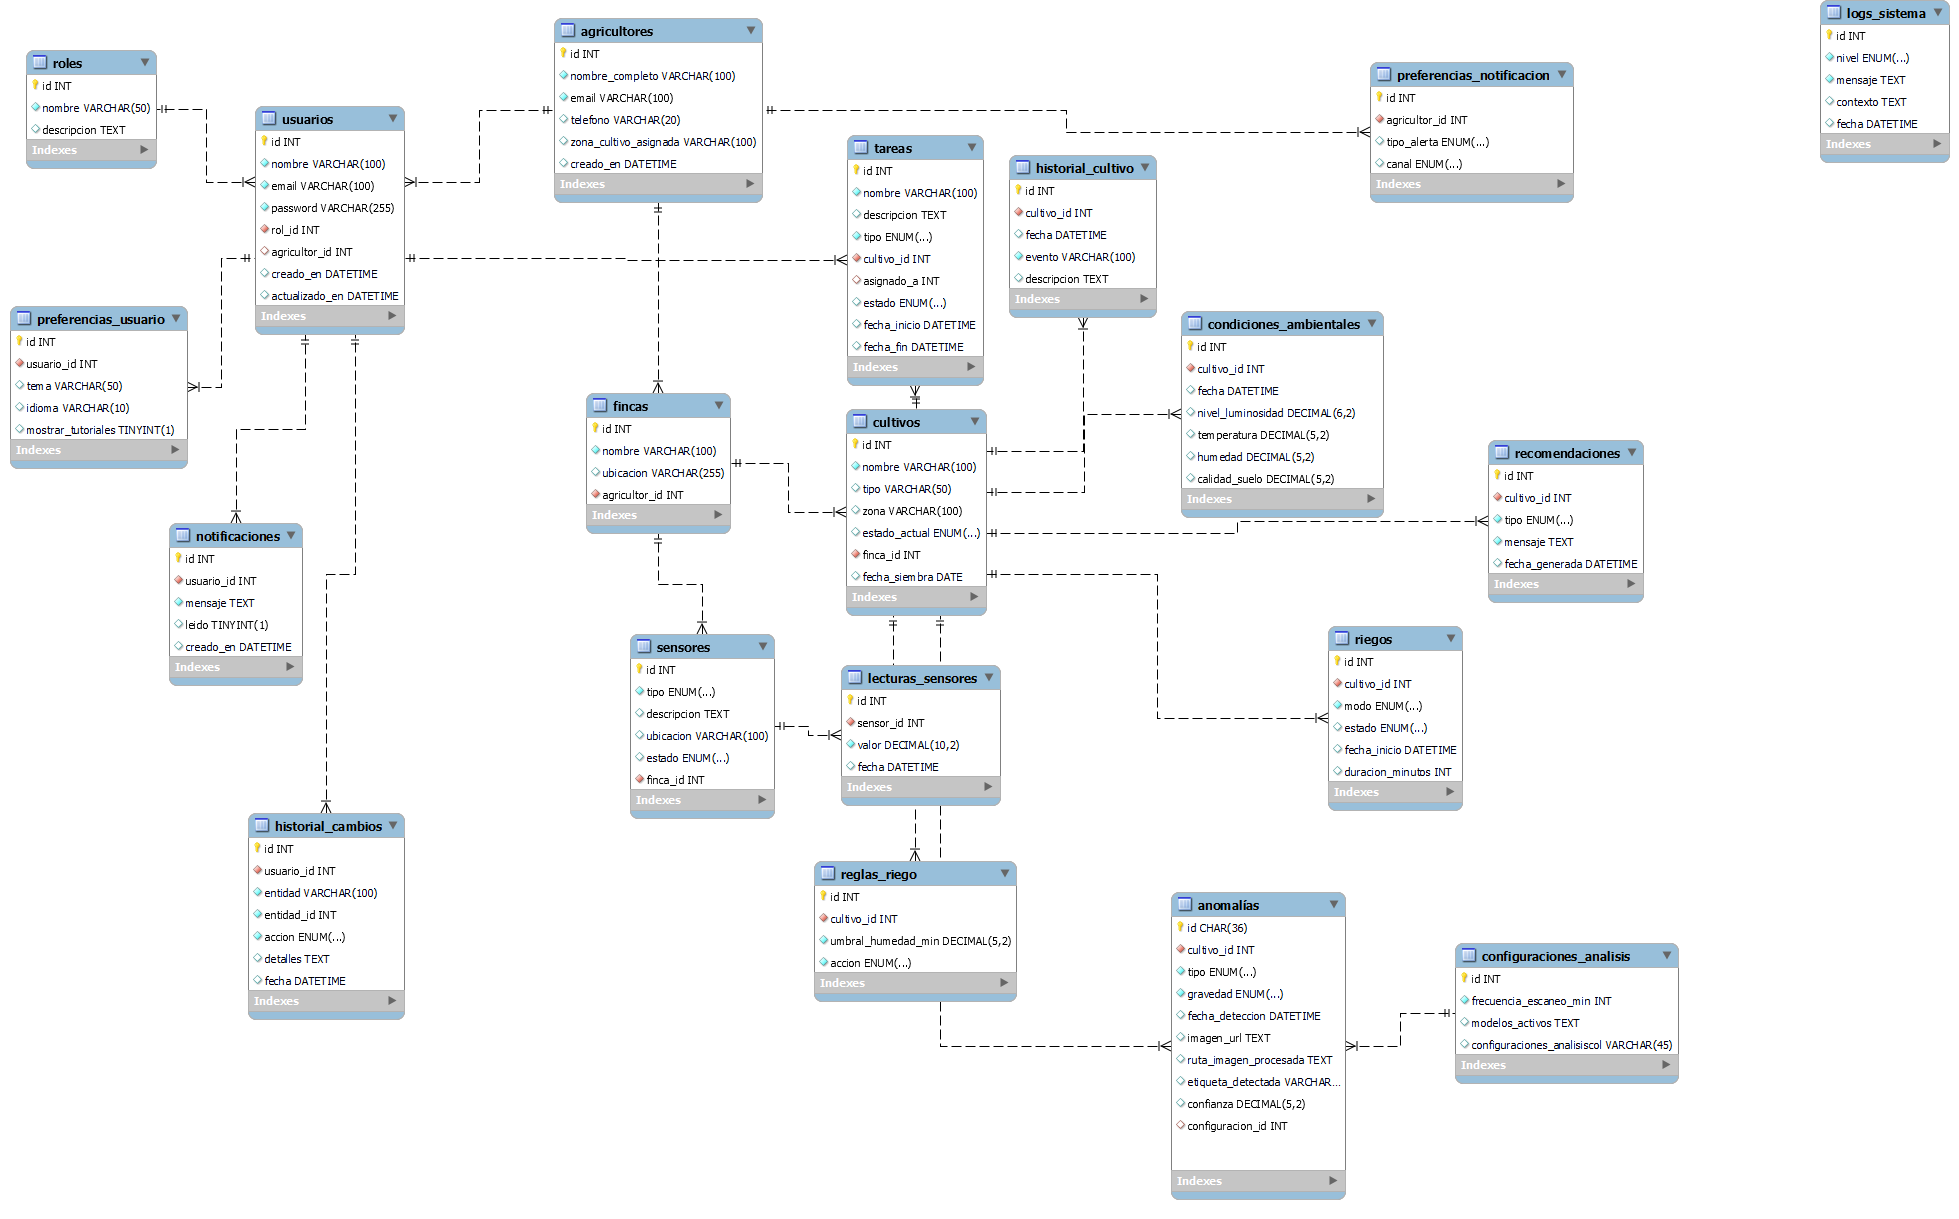 roles
id INT
nombre VARCHAR(50)
descripcion TEXT
Indexes
usuarios
id INT
nombre VARCHAR(100)
email VARCHAR(100)
password VARCHAR(255)
rol_id INT
agricultor_id INT
creado_en DATETIME
actualizado_en DATETIME
Indexes
preferencias_usuario
id INT
usuario_id INT
tema VARCHAR(50)
idioma VARCHAR(10)
mostrar_tutoriales TINYINT(1)
Indexes
notificaciones
id INT
usuario_id INT
mensaje TEXT
leido TINYINT(1)
creado_en DATETIME
Indexes
historial_cambios
id INT
usuario_id INT
entidad VARCHAR(100)
entidad_id INT
accion ENUM(...)
detalles TEXT
fecha DATETIME
Indexes
agricultores
id INT
nombre_completo VARCHAR(100)
email VARCHAR(100)
telefono VARCHAR(20)
zona_cultivo_asignada VARCHAR(100)
creado_en DATETIME
Indexes
fincas
id INT
nombre VARCHAR(100)
ubicacion VARCHAR(255)
agricultor_id INT
Indexes
sensores
id INT
tipo ENUM(...)
descripcion TEXT
ubicacion VARCHAR(100)
estado ENUM(...)
finca_id INT
Indexes
tareas
id INT
nombre VARCHAR(100)
descripcion TEXT
tipo ENUM(...)
cultivo_id INT
asignado_a INT
estado ENUM(...)
fecha_inicio DATETIME
fecha_fin DATETIME
Indexes
cultivos
id INT
nombre VARCHAR(100)
tipo VARCHAR(50)
zona VARCHAR(100)
estado_actual ENUM(...)
finca_id INT
fecha_siembra DATE
Indexes
lecturas_sensores
id INT
sensor_id INT
valor DECIMAL(10,2)
fecha DATETIME
Indexes
reglas_riego
id INT
cultivo_id INT
umbral_humedad_min DECIMAL(5,2)
accion ENUM(...)
Indexes
historial_cultivo
id INT
cultivo_id INT
fecha DATETIME
evento VARCHAR(100)
descripcion TEXT
Indexes
condiciones_ambientales
id INT
cultivo_id INT
fecha DATETIME
nivel_luminosidad DECIMAL(6,2)
temperatura DECIMAL(5,2)
humedad DECIMAL(5,2)
calidad_suelo DECIMAL(5,2)
Indexes
preferencias_notificacion
id INT
agricultor_id INT
tipo_alerta ENUM(...)
canal ENUM(...)
Indexes
recomendaciones
id INT
cultivo_id INT
tipo ENUM(...)
mensaje TEXT
fecha_generada DATETIME
Indexes
riegos
id INT
cultivo_id INT
modo ENUM(...)
estado ENUM(...)
fecha_inicio DATETIME
duracion_minutos INT
Indexes
anomalías
id CHAR(36)
cultivo_id INT
tipo ENUM(...)
gravedad ENUM(...)
fecha_deteccion DATETIME
imagen_url TEXT
ruta_imagen_procesada TEXT
etiqueta_detectada VARCHAR...
confianza DECIMAL(5,2)
configuracion_id INT
Indexes
configuraciones_analisis
id INT
frecuencia_escaneo_min INT
modelos_activos TEXT
configuraciones_analisiscol VARCHAR(45)
Indexes
logs_sistema
id INT
nivel ENUM(...)
mensaje TEXT
contexto TEXT
fecha DATETIME
Indexes